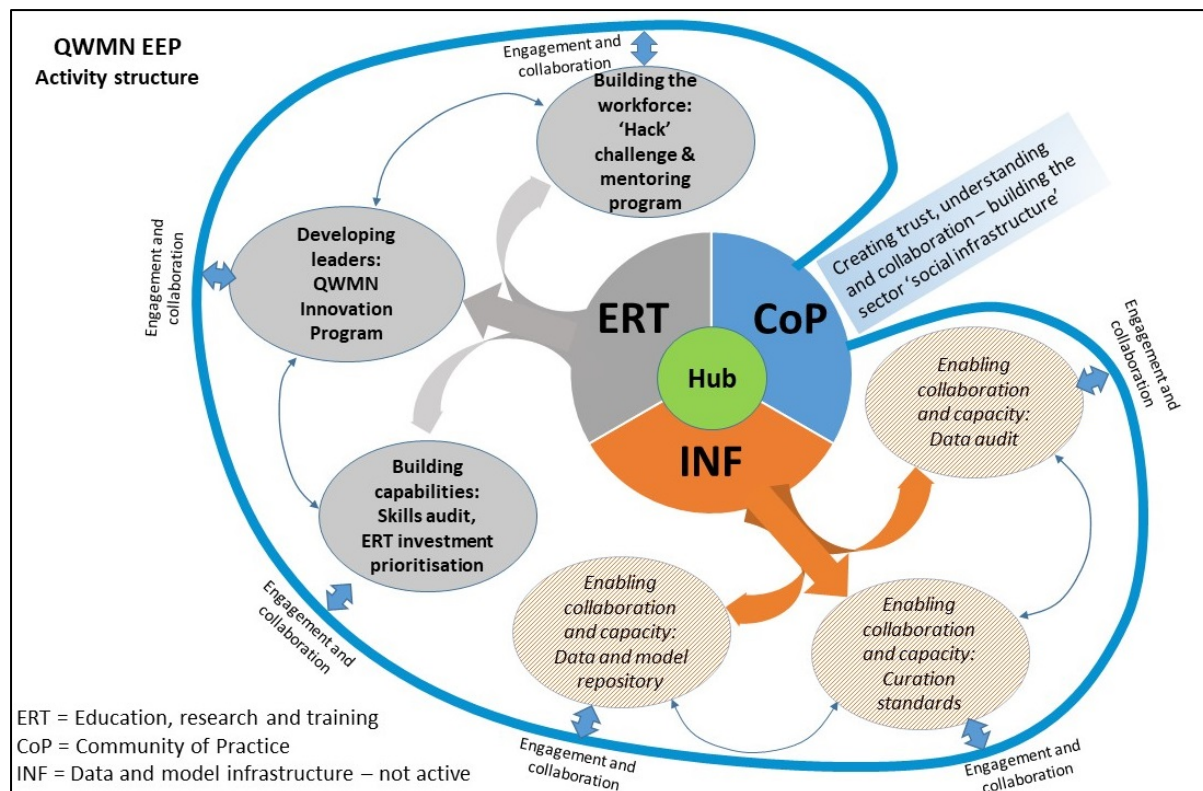 QWMN EEP
Activity structure
Engagement and
collaboration
Building the
workforce:
‘Hack’
challenge &
mentoring
program
Developing
leaders:
QWMN
Innovation
Program
Engagement and
collaboration
Creating trust, understanding
and collaboration – building the
sector ‘social infrastructure’
ERT
CoP
Hub
INF
Engagement and
collaboration
Enabling
collaboration
and capacity:
Data audit
Building
capabilities:
Skills audit,
ERT investment
prioritisation
Engagement and
collaboration
Enabling
collaboration
and capacity:
Data and model
repository
Enabling
collaboration
and capacity:
Curation
standards
Engagement and
collaboration
Engagement and
collaboration
ERT = Education, research and training
CoP = Community of Practice
INF = Data and model infrastructure – not active